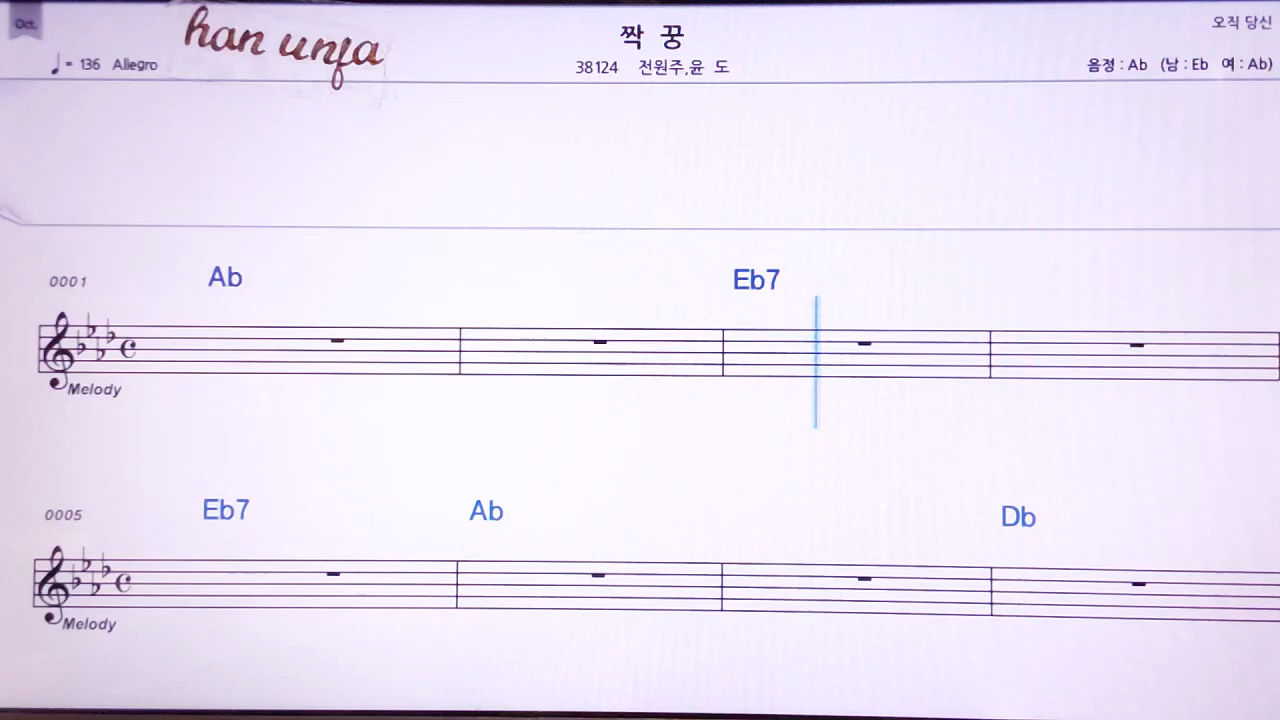 Oct.
han unfa
짝 꿍
오직 당신
♩ = 136 Allegro
38124 전원주,윤 도
음정 : Ab (남 : Eb 여 : Ab)
0001 Ab Eb7
Melody
0005 Eb7 Ab Db
Melody